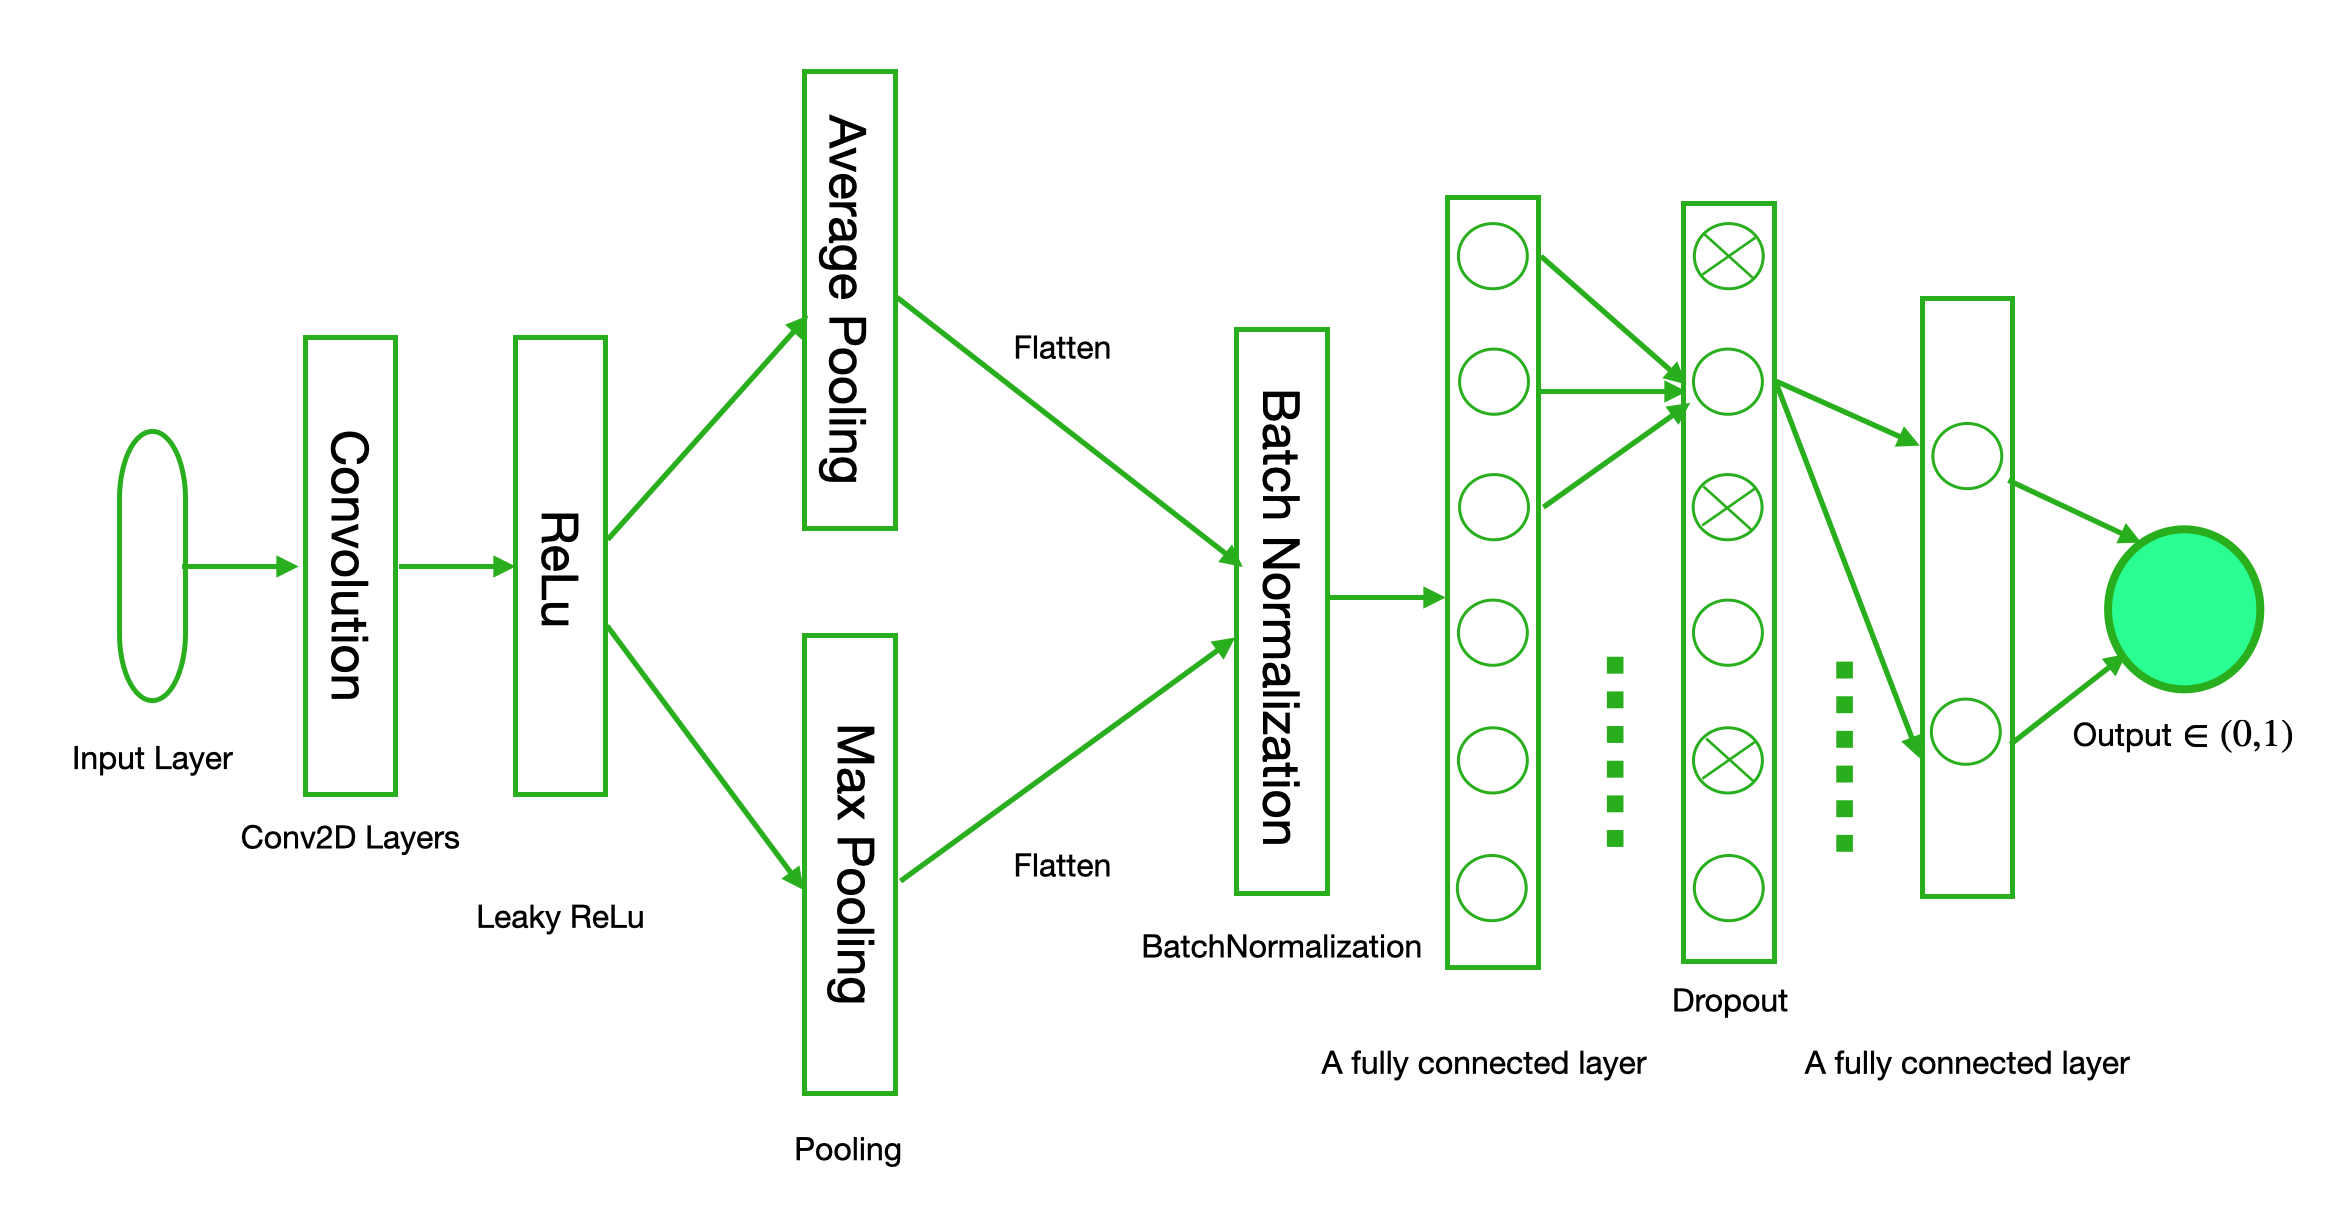 Input Layer
Convolution
Conv2D Layers
ReLu
Leaky ReLu
Average Pooling
Max Pooling
Pooling
Flatten
Flatten
Batch Normalization
BatchNormalization
A fully connected layer
Dropout
A fully connected layer
Output ∈ (0,1)